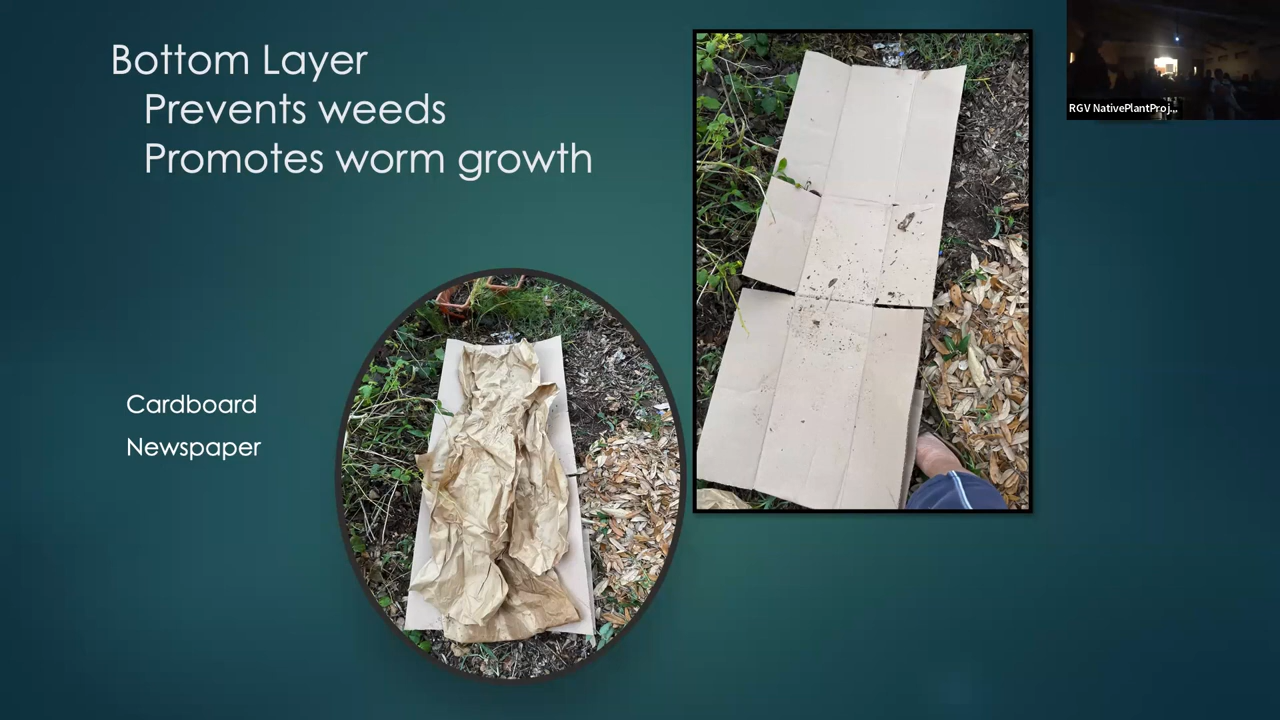 Bottom Layer
Prevents weeds
Promotes worm growth
Cardboard
Newspaper
RGV NativePlantProj...